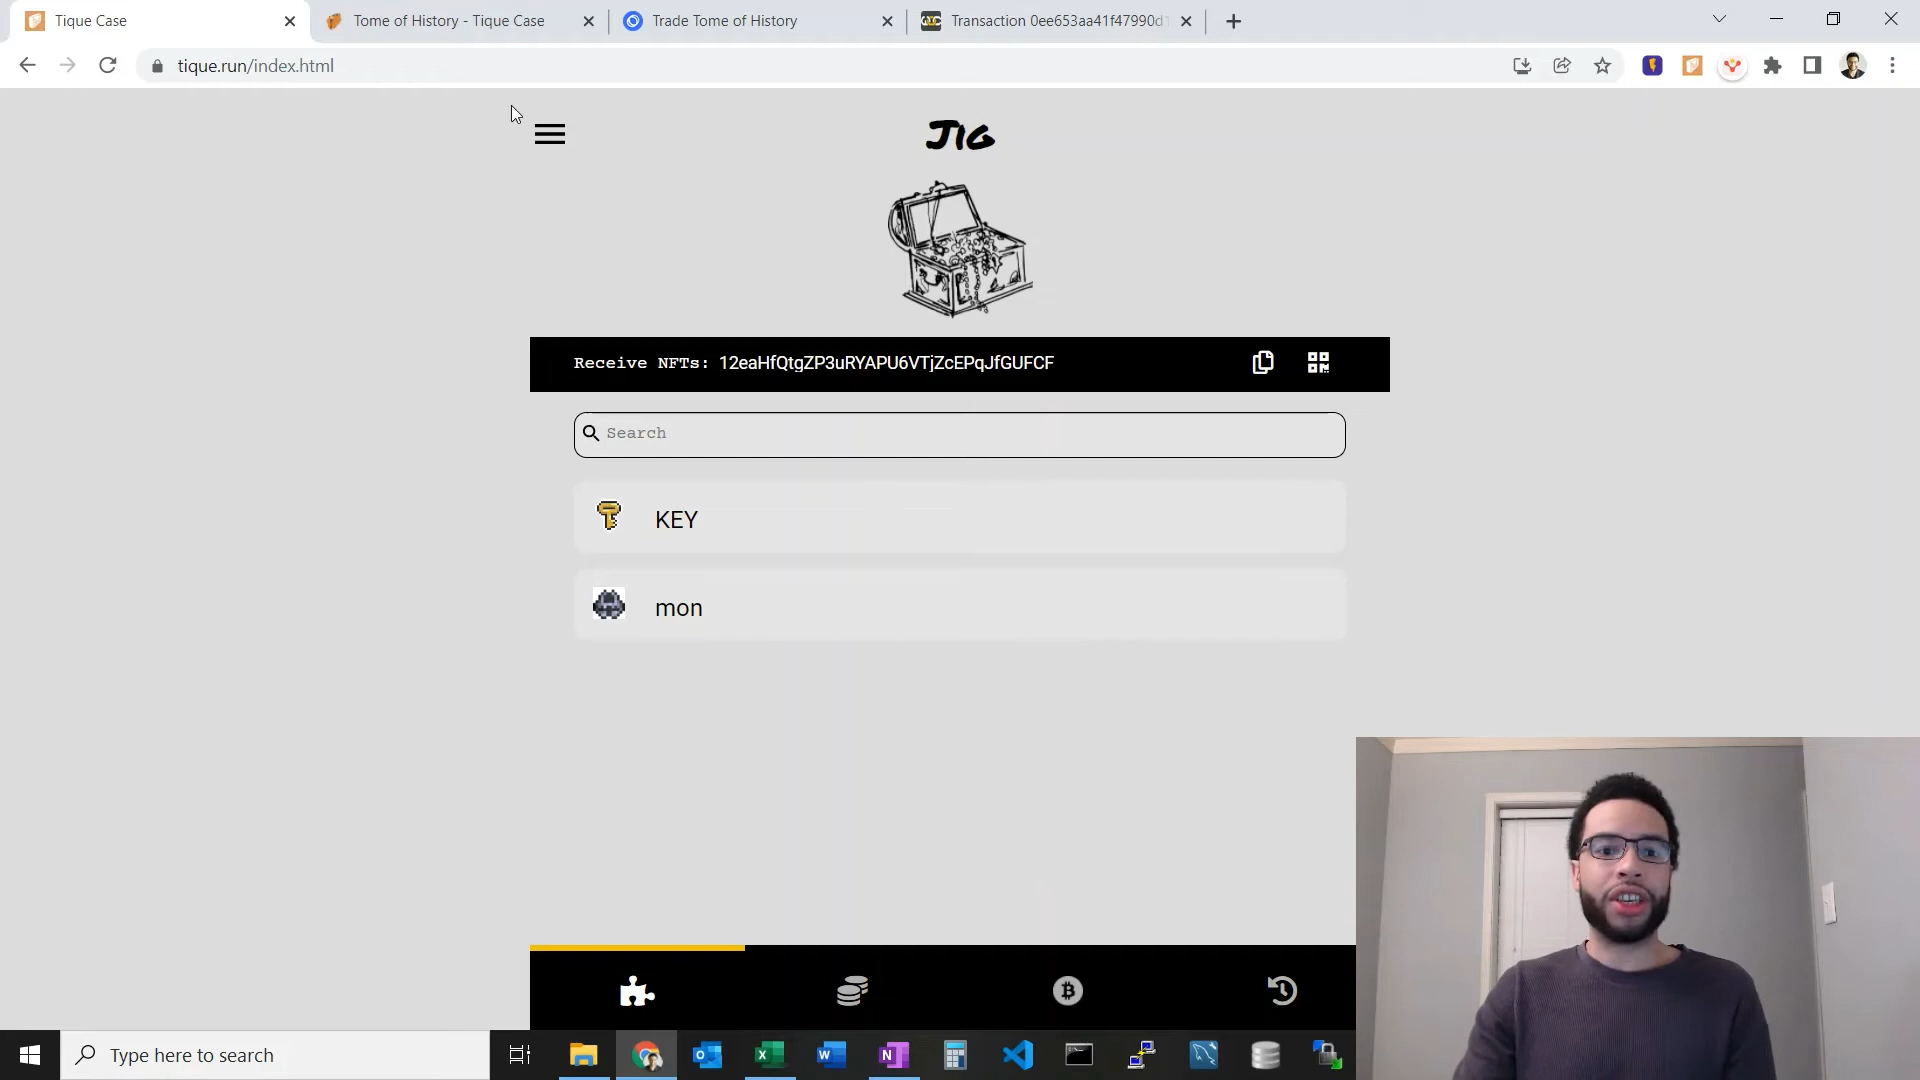 Tique Case
Tome of History - Tique Case
Trade Tome of History
Transaction 0ee653aa41f47990d1
tique.run/index.html
JIG
Receive NFTs: 12eaHfQtgZP3uRYAPU6VTjZcEPqJfGUFCF
Search
KEY
mon
Type here to search